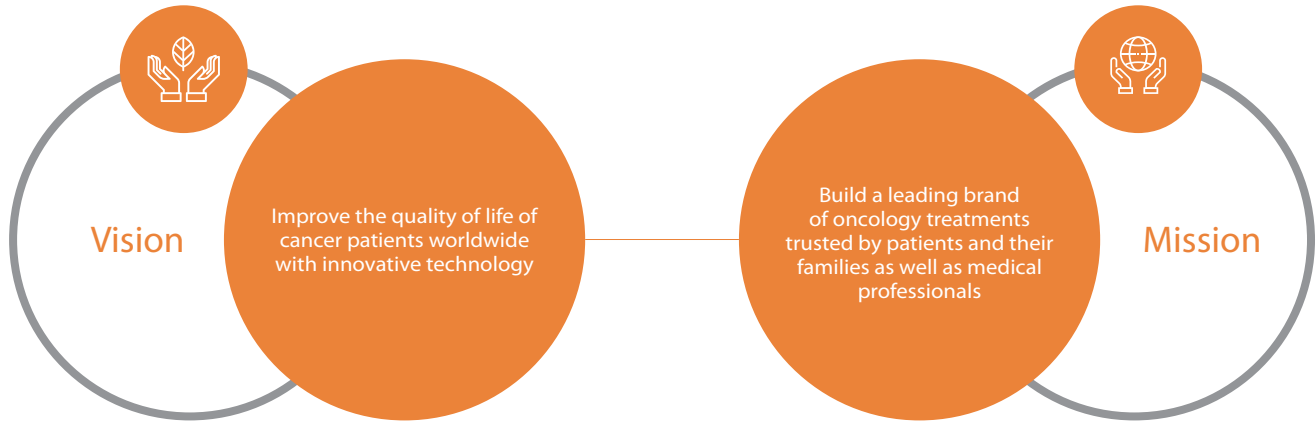 Vision
Improve the quality of life of
cancer patients worldwide
with innovative technology
Build a leading brand
of oncology treatments
trusted by patients and their
families as well as medical
professionals
Mission